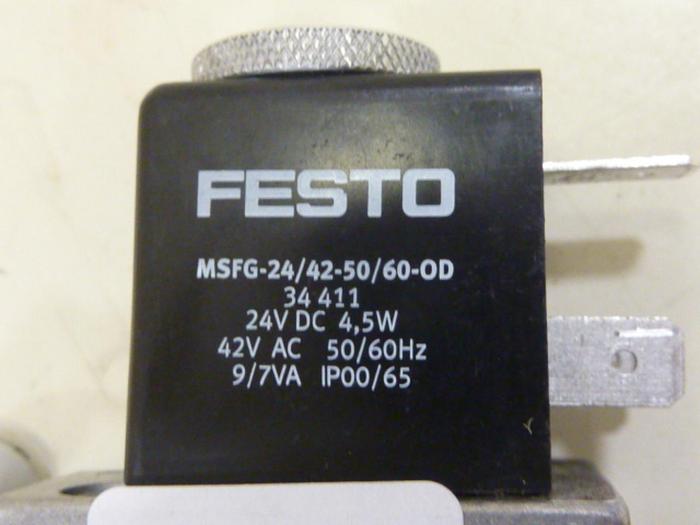 FESTO
MSFG-24/42-50/60-OD
34 411
24V DC 4,5W
42V AC 50/60Hz
9/7VA IP00/65